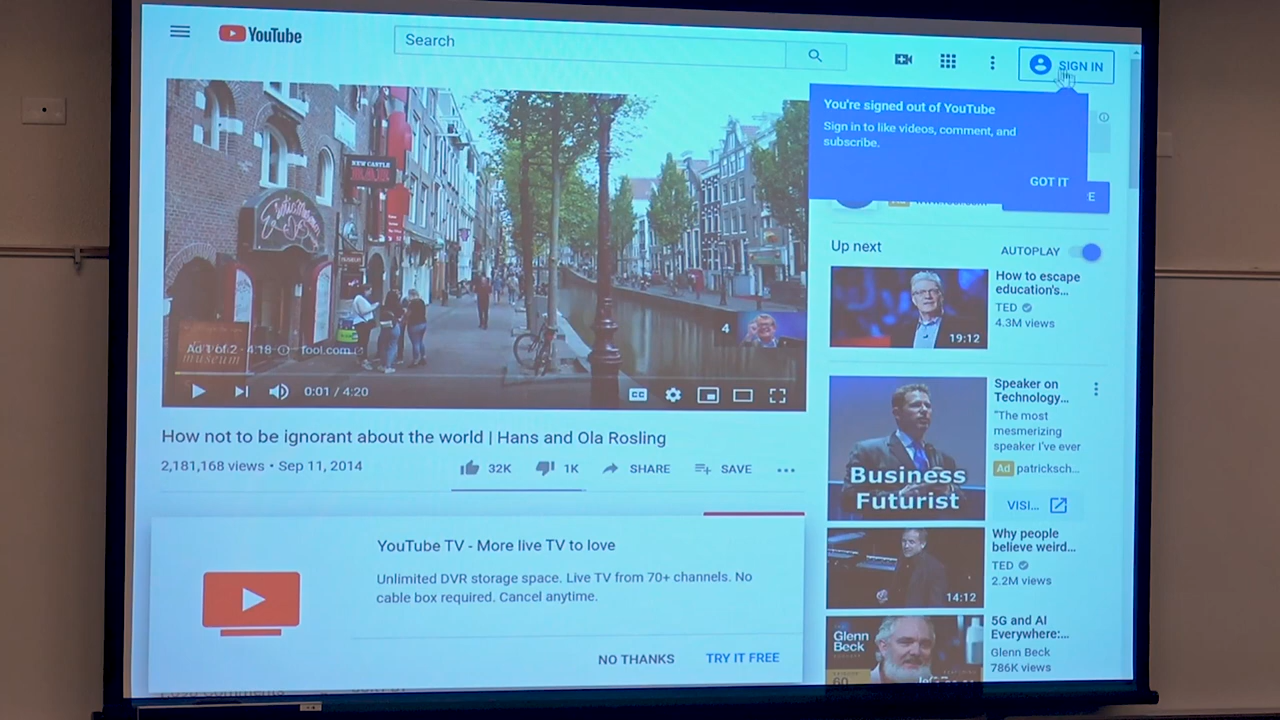 YouTube
Search
SIGN IN
You're signed out of YouTube
Sign in to like videos, comment, and
subscribe.
GOT IT
E
NEW CASTLE
BAR
museum
Ad 1 of 2 · 4:18
fool.com
4
0:01 / 4:20
CC
How not to be ignorant about the world | Hans and Ola Rosling
2,181,168 views • Sep 11, 2014
32K
1K
SHARE
SAVE
YouTube TV - More live TV to love
Unlimited DVR storage space. Live TV from 70+ channels. No
cable box required. Cancel anytime.
NO THANKS
TRY IT FREE
Up next
AUTOPLAY
How to escape
education's...
TED
4.3M views
19:12
Speaker on
Technology...
"The most
mesmerizing
speaker I've ever
Ad patricksch...
VISI...
Business
Futurist
Why people
believe weird...
TED
2.2M views
14:12
5G and AI
Everywhere:...
Glenn Beck
786K views
Glenn
Beck
60